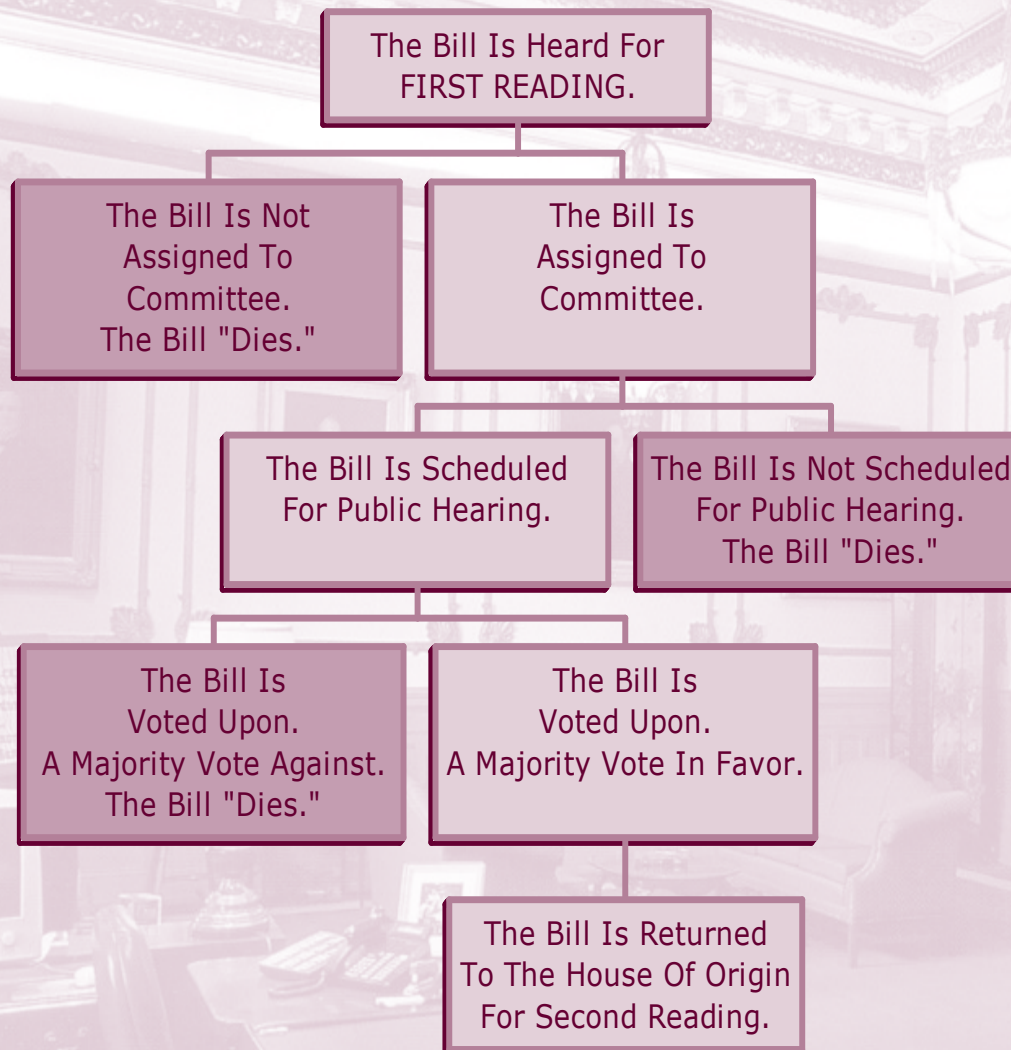 The Bill Is Heard For
FIRST READING.
The Bill Is Not
Assigned To
Committee.
The Bill "Dies."
The Bill Is
Assigned To
Committee.
The Bill Is Scheduled
For Public Hearing.
The Bill Is Not Scheduled
For Public Hearing.
The Bill "Dies."
The Bill Is
Voted Upon.
A Majority Vote Against.
The Bill "Dies."
The Bill Is
Voted Upon.
A Majority Vote In Favor.
The Bill Is Returned
To The House Of Origin
For Second Reading.